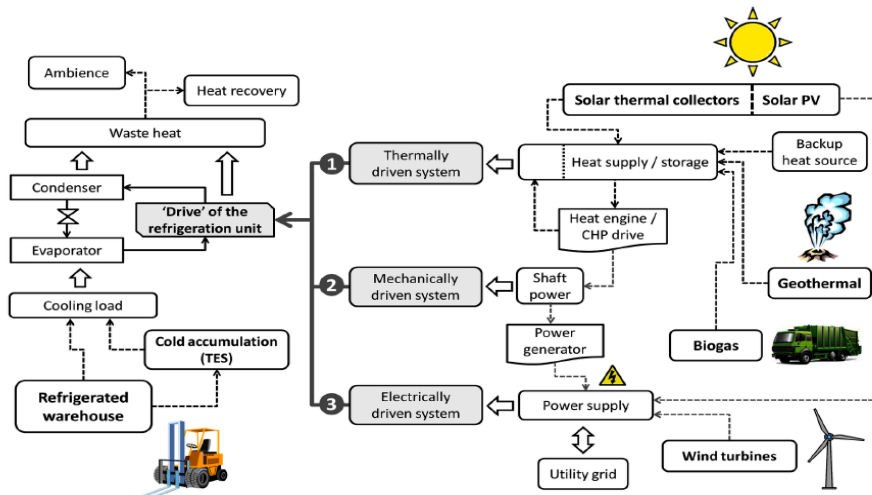 Ambience
Heat recovery
Waste heat
Condenser
Evaporator
'Drive' of the
refrigeration unit
Cooling load
Cold accumulation
(TES)
Refrigerated
warehouse
1
Thermally
driven system
2
Mechanically
driven system
3
Electrically
driven system
Solar thermal collectors
Solar PV
Heat supply / storage
Backup
heat source
Heat engine /
CHP drive
Shaft
power
Geothermal
Power
generator
Biogas
Power supply
Utility grid
Wind turbines